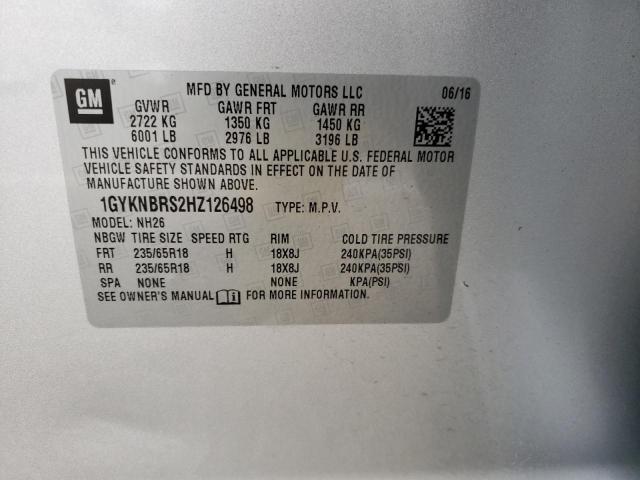 GM
MFD BY GENERAL MOTORS LLC 06/16
GVWR GAWR FRT GAWR RR
2722 KG 1350 KG 1450 KG
6001 LB 2976 LB 3196 LB
THIS VEHICLE CONFORMS TO ALL APPLICABLE U.S. FEDERAL MOTOR
VEHICLE SAFETY STANDARDS IN EFFECT ON THE DATE OF
MANUFACTURE SHOWN ABOVE.
1GYKNBRS2HZ126498 TYPE: M.P.V.
MODEL: NH26
NBGW TIRE SIZE SPEED RTG RIM COLD TIRE PRESSURE
FRT 235/65R18 H 18X8J 240KPA(35PSI)
RR 235/65R18 H 18X8J 240KPA(35PSI)
SPA NONE NONE KPA(PSI)
SEE OWNER'S MANUAL FOR MORE INFORMATION.